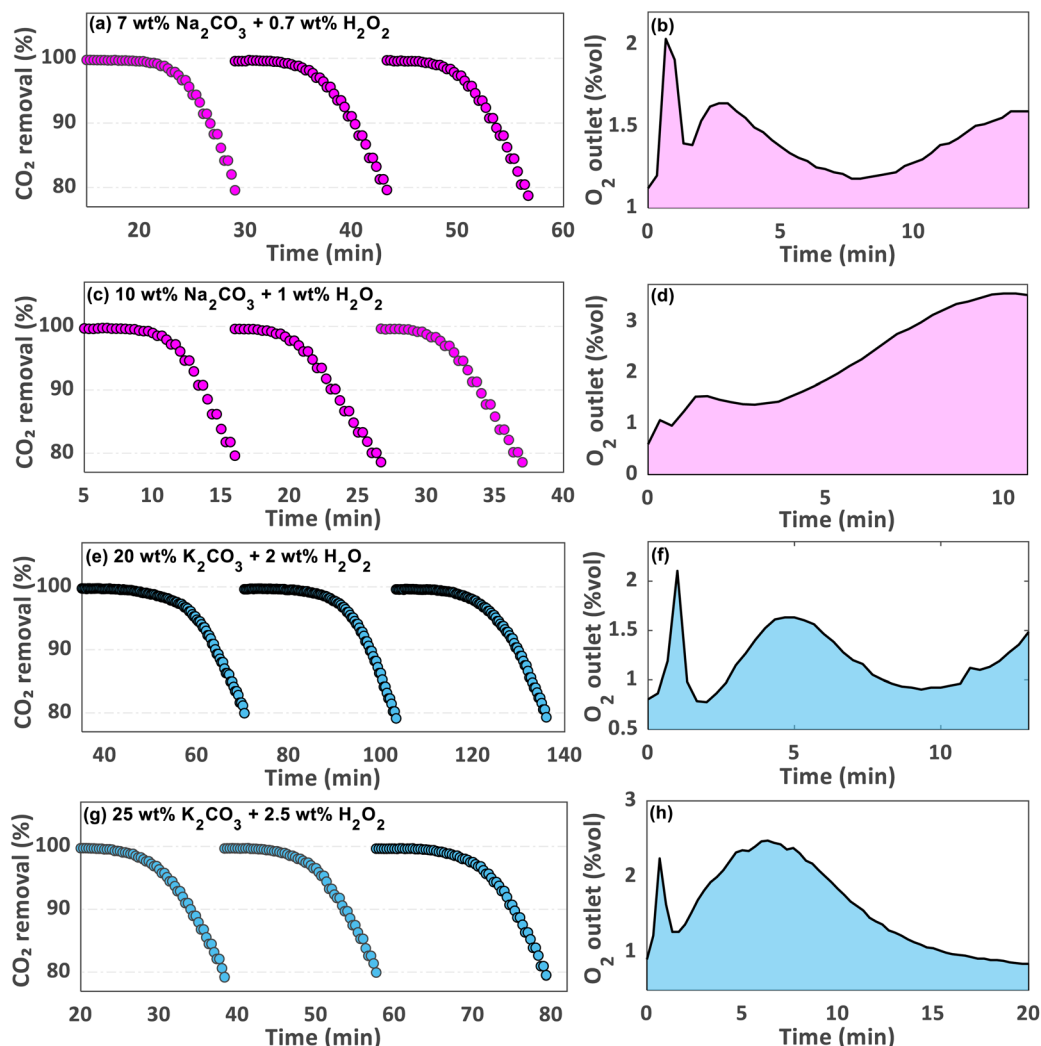 (a) 7 wt% Na₂CO₃ + 0.7 wt% H₂O₂
CO₂ removal (%)
100
90
80
20 30 40 50 60
Time (min)
(b)
O₂ outlet (%vol)
2
1.5
1
0 5 10
Time (min)
(c) 10 wt% Na₂CO₃ + 1 wt% H₂O₂
CO₂ removal (%)
100
90
80
5 10 15 20 25 30 35 40
Time (min)
(d)
O₂ outlet (%vol)
3
2
1
0
0 5 10
Time (min)
(e) 20 wt% K₂CO₃ + 2 wt% H₂O₂
CO₂ removal (%)
100
90
80
40 60 80 100 120 140
Time (min)
(f)
O₂ outlet (%vol)
2
1.5
1
0.5
0 5 10
Time (min)
(g) 25 wt% K₂CO₃ + 2.5 wt% H₂O₂
CO₂ removal (%)
100
90
80
20 30 40 50 60 70 80
Time (min)
(h)
O₂ outlet (%vol)
3
2
1
0 5 10 15 20
Time (min)